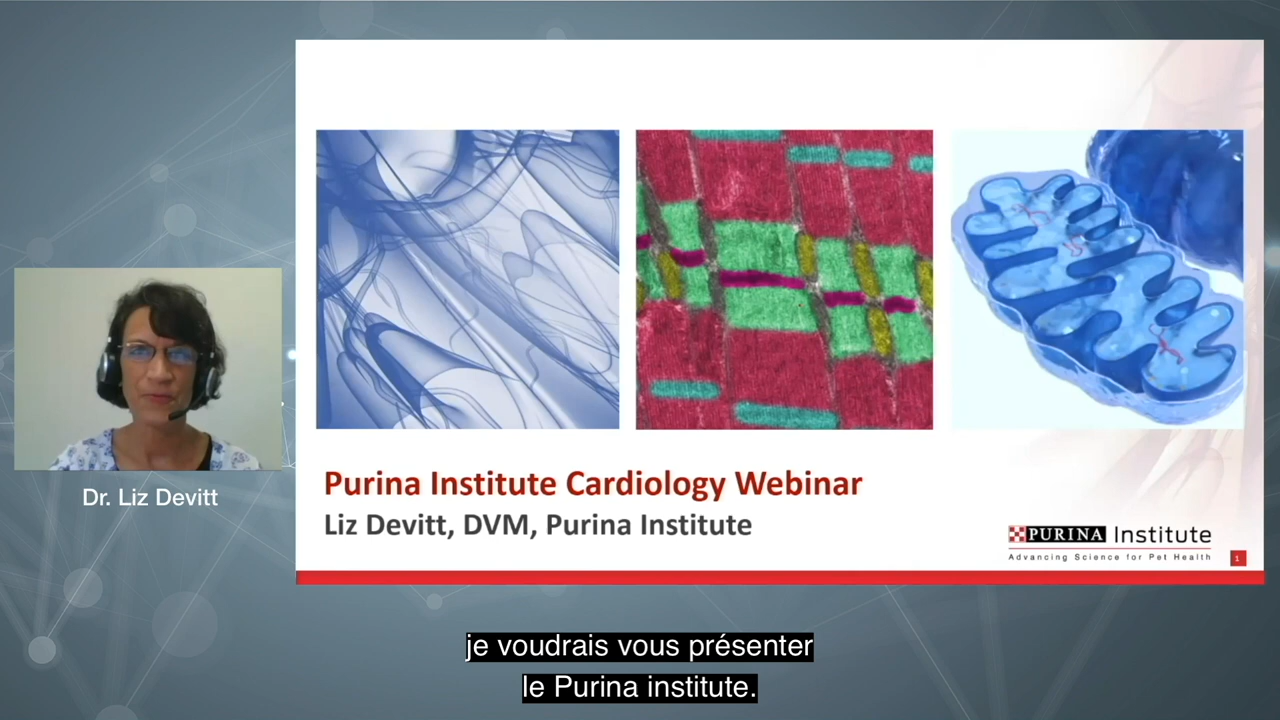 Purina Institute Cardiology Webinar
Liz Devitt, DVM, Purina Institute
PURINA Institute
Advancing Science for Pet Health
1
Dr. Liz Devitt
je voudrais vous présenter
le Purina institute.